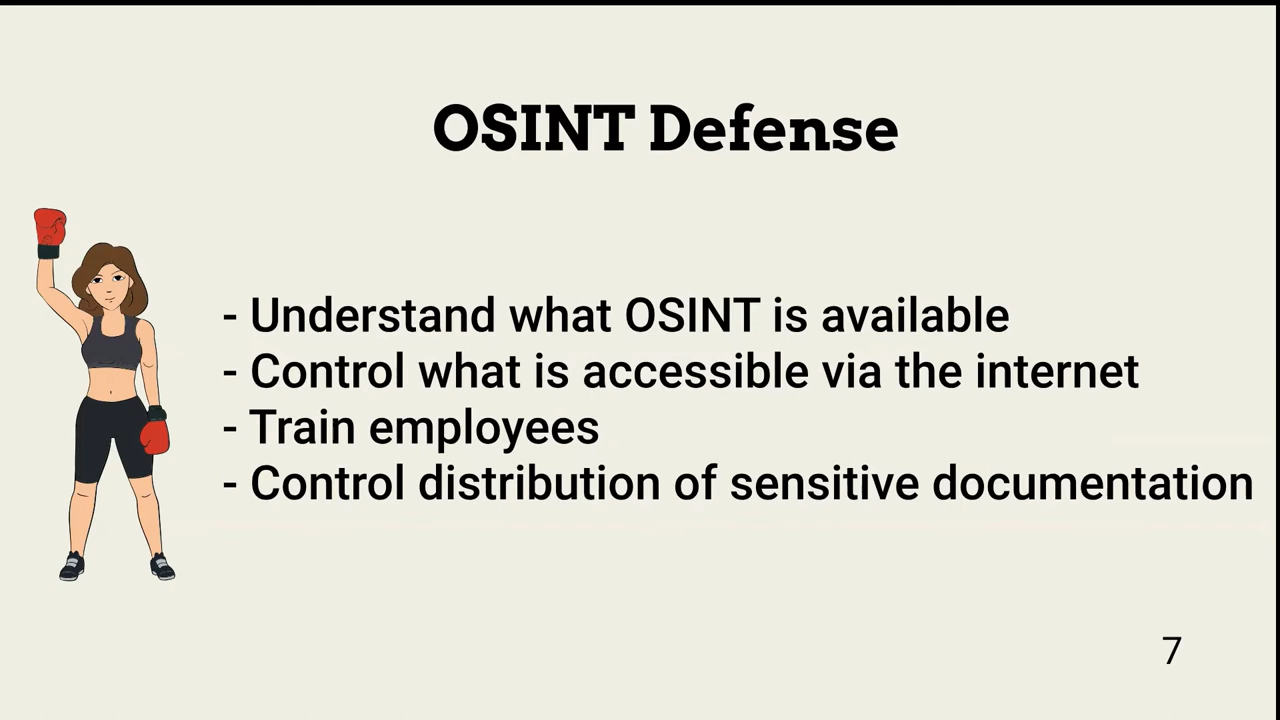 OSINT Defense
- Understand what OSINT is available
- Control what is accessible via the internet
- Train employees
- Control distribution of sensitive documentation
7